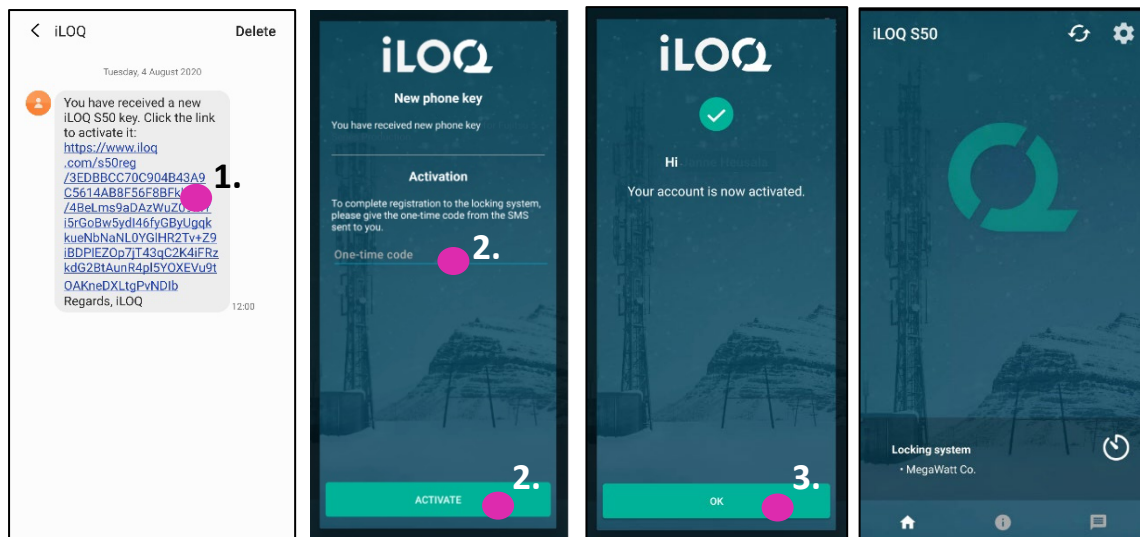 iLOQ
Delete
Tuesday, 4 August 2020
You have received a new
iLOQ S50 key. Click the link
to activate it:
https://www.iloq
.com/s50reg
/3EDBBCC70C904B43A9
C5614AB8F56F8BFk
1.
/4BeLms9aDAzWuZ0
i5rGoBw5ydI46fyGByUgqk
kueNbNaNL0YGlHR2Tv+Z9
iBDPlEZOp7jT43qC2K4iFRz
kdG2BtAunR4pl5YOXEVu9t
OAKneDXLtgPvNDIb
Regards, iLOQ
12:00
iLOQ
New phone key
You have received new phone key
Activation
To complete registration to the locking system,
please give the one-time code from the SMS
sent to you.
One-time code
2.
2.
ACTIVATE
iLOQ
Hi
Your account is now activated.
3.
OK
iLOQ S50
Locking system
• MegaWatt Co.